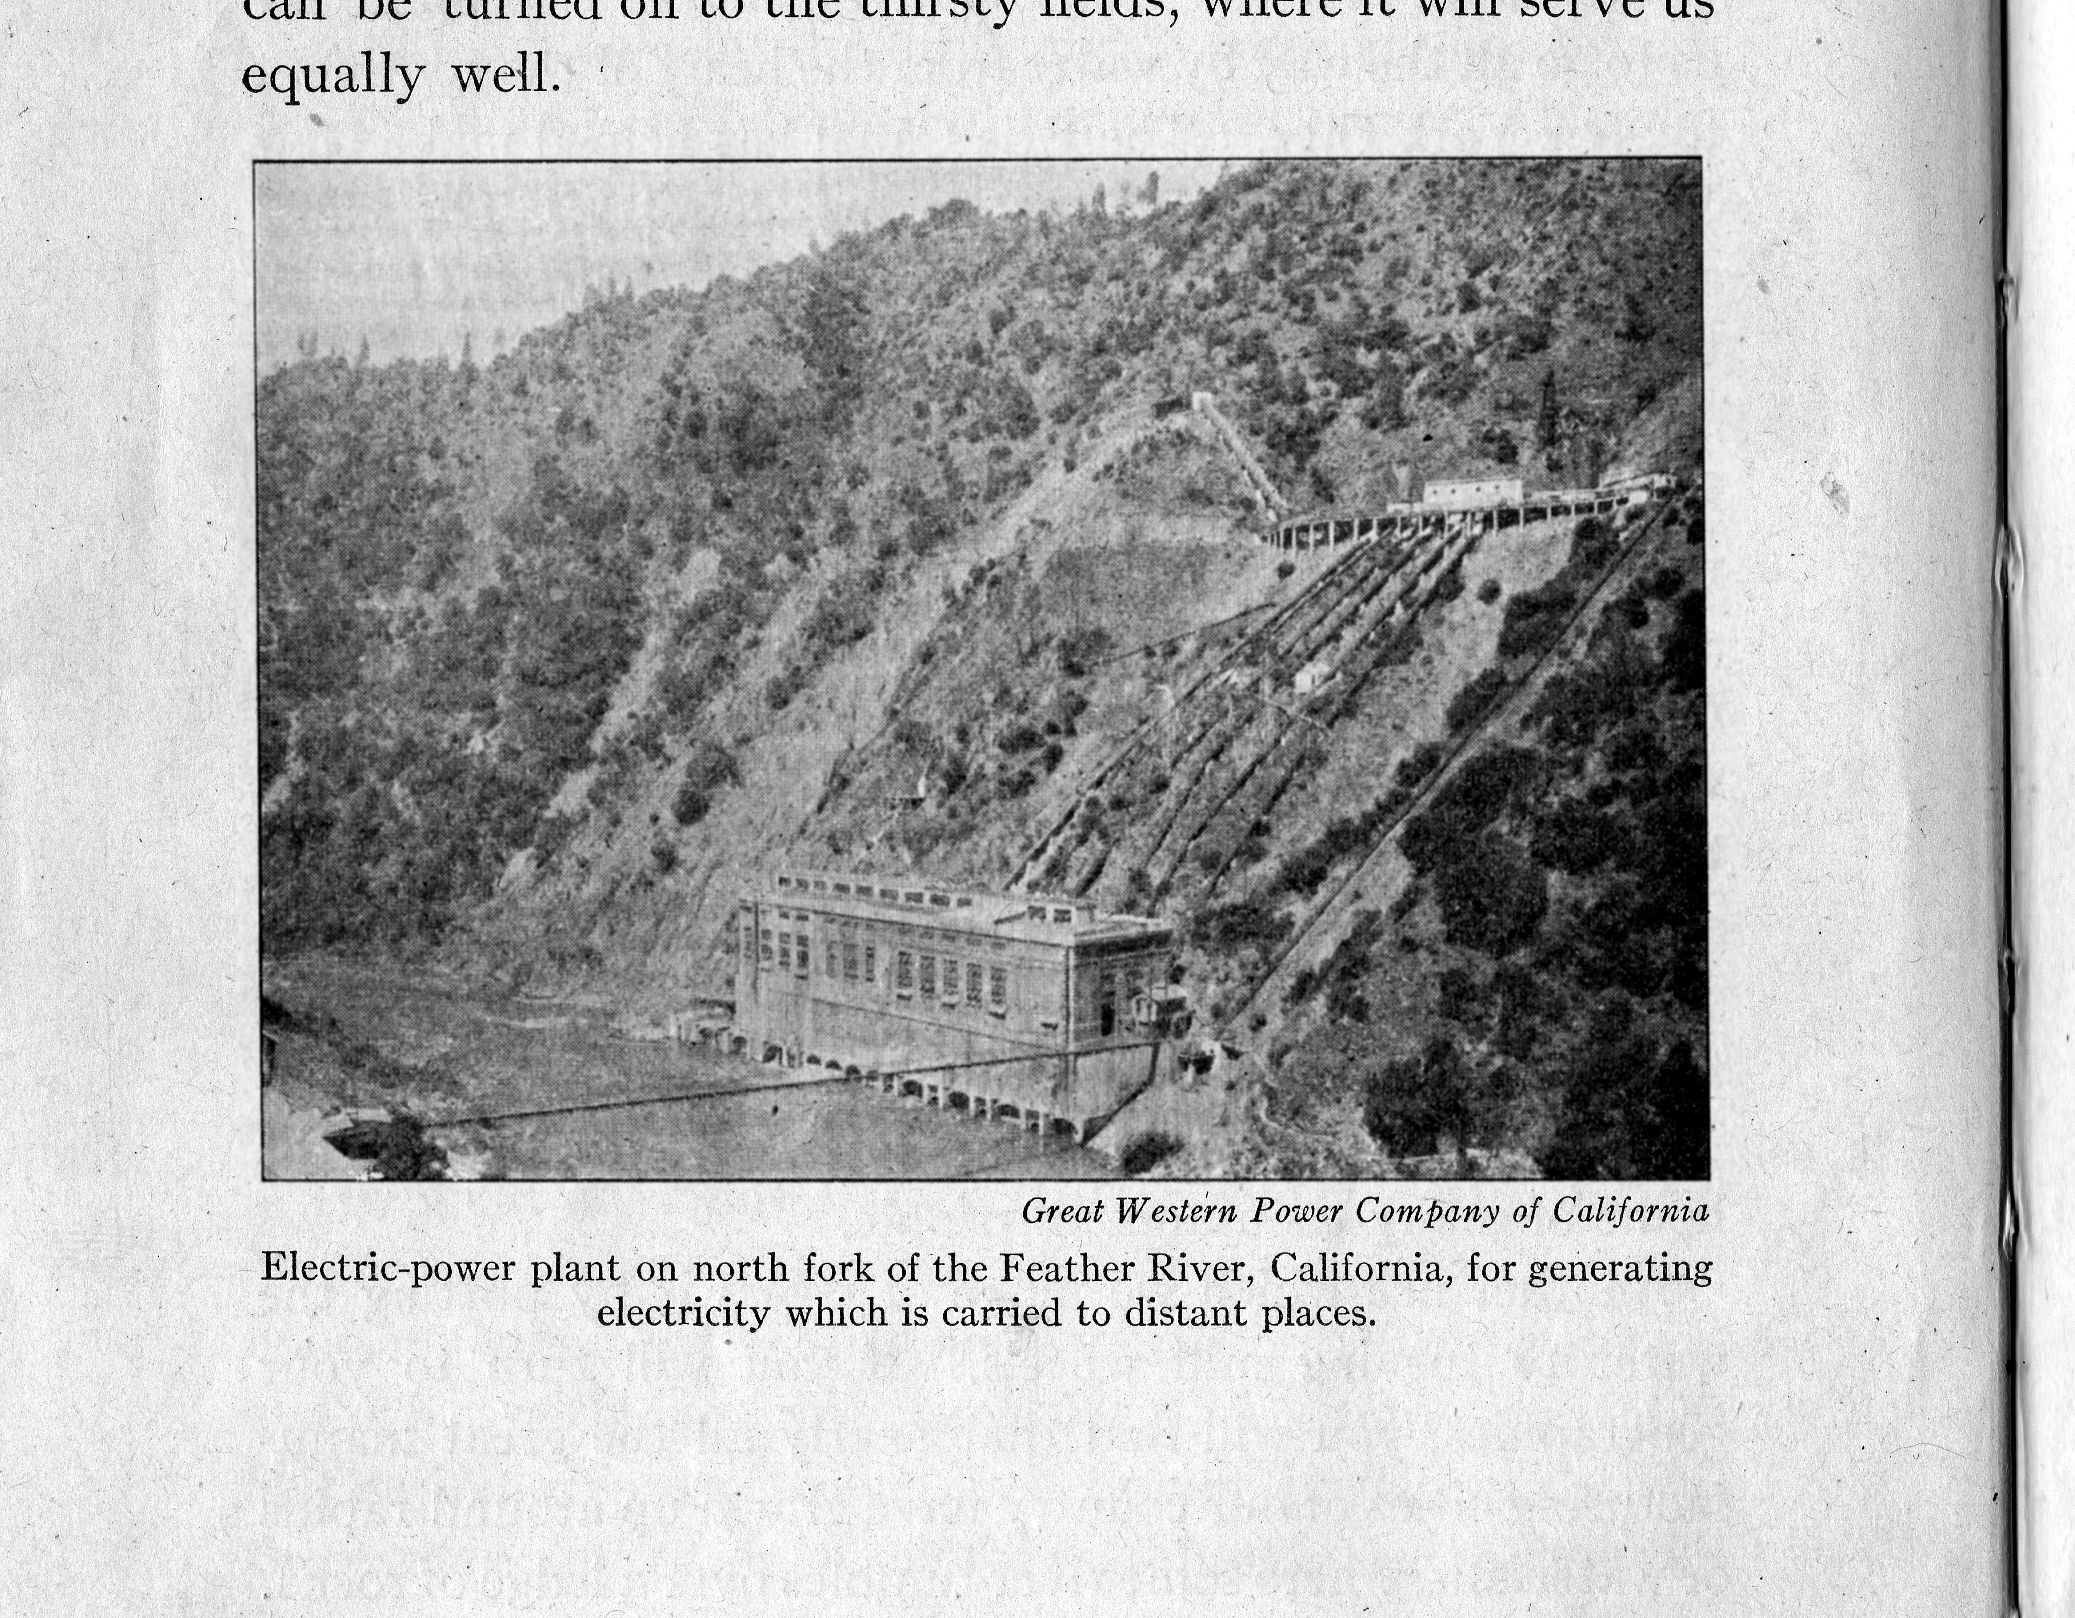 can be turned on to the thirsty fields, where it will serve us
equally well.
Great Western Power Company of California
Electric-power plant on north fork of the Feather River, California, for generating
electricity which is carried to distant places.